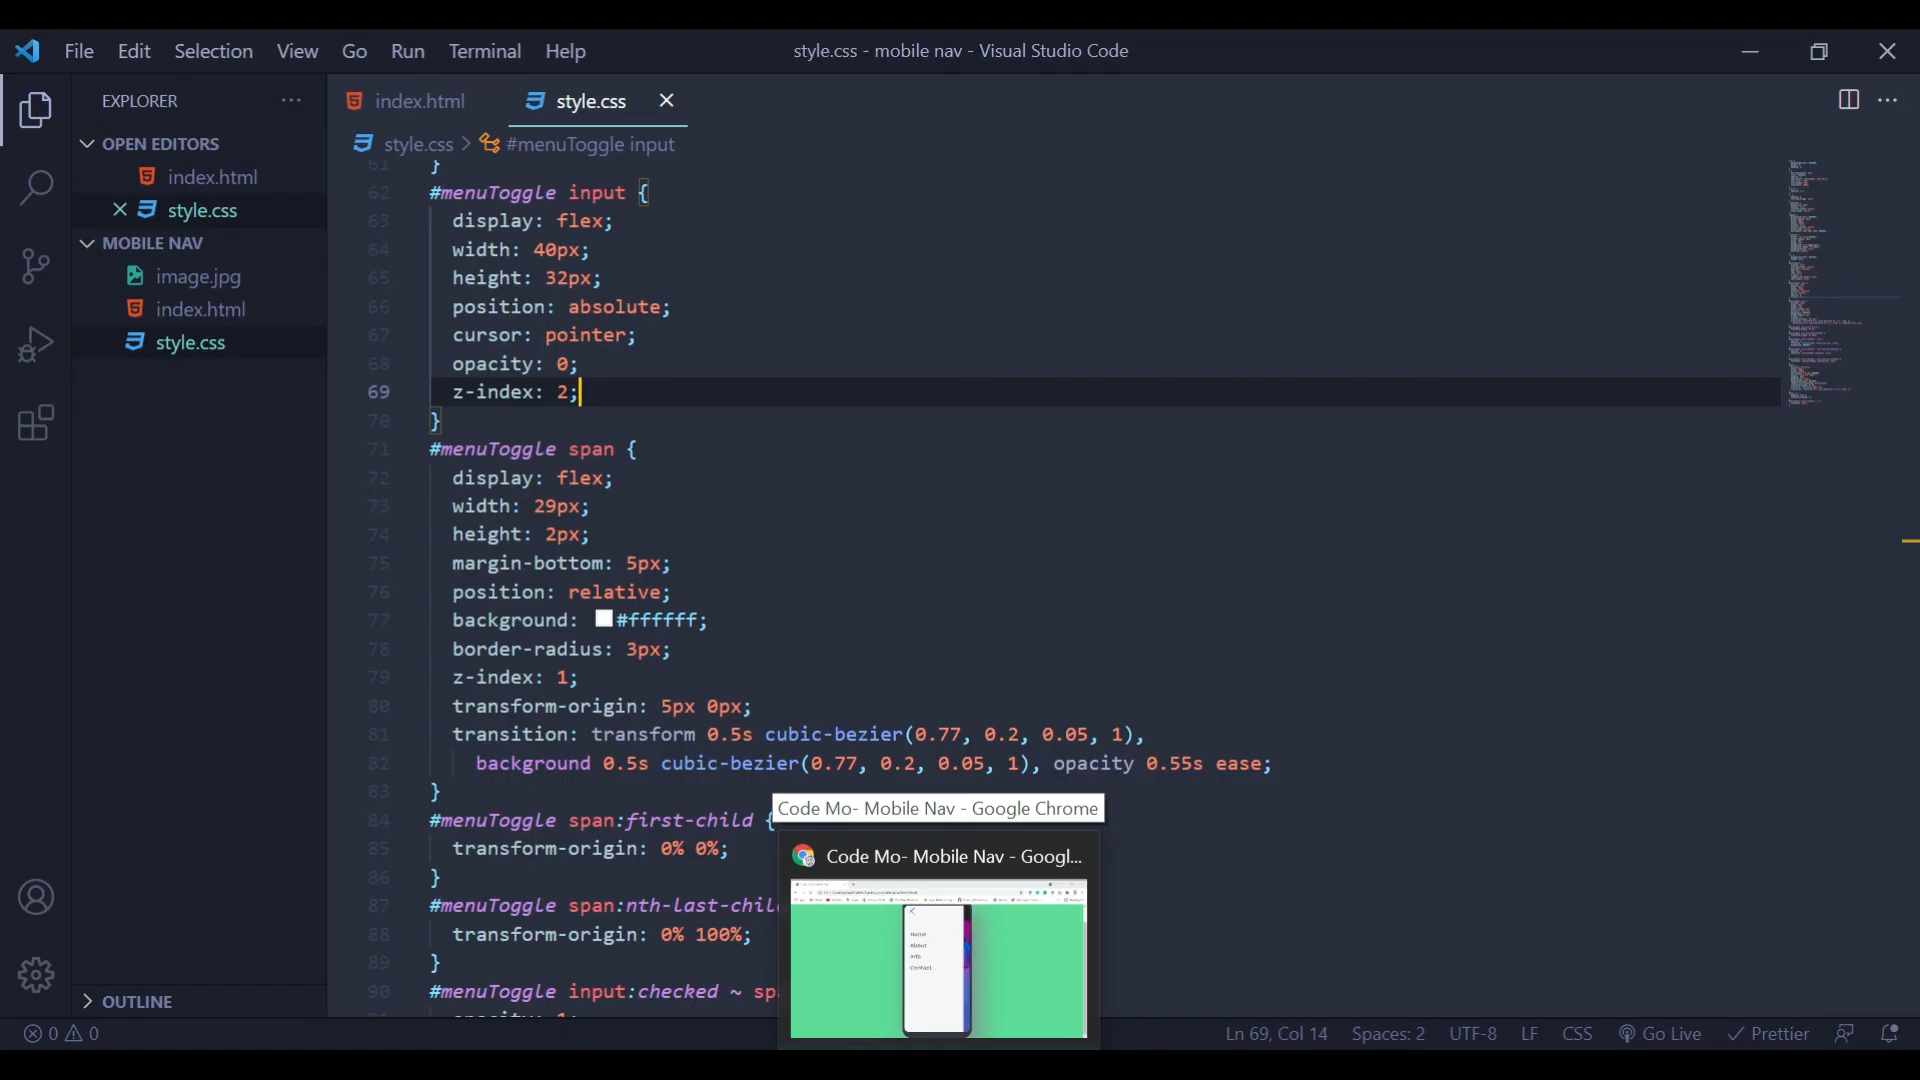 File Edit Selection View Go Run Terminal Help
style.css - mobile nav - Visual Studio Code
EXPLORER
OPEN EDITORS
index.html
style.css
MOBILE NAV
image.jpg
index.html
style.css
OUTLINE
index.html
style.css
style.css > #menuToggle input
61 }
62 #menuToggle input {
63 display: flex;
64 width: 40px;
65 height: 32px;
66 position: absolute;
67 cursor: pointer;
68 opacity: 0;
69 z-index: 2;
70 }
71 #menuToggle span {
72 display: flex;
73 width: 29px;
74 height: 2px;
75 margin-bottom: 5px;
76 position: relative;
77 background: #ffffff;
78 border-radius: 3px;
79 z-index: 1;
80 transform-origin: 5px 0px;
81 transition: transform 0.5s cubic-bezier(0.77, 0.2, 0.05, 1),
82 background 0.5s cubic-bezier(0.77, 0.2, 0.05, 1), opacity 0.55s ease;
83 }
84 #menuToggle span:first-child {
85 transform-origin: 0% 0%;
86 }
87 #menuToggle span:nth-last-chil
88 transform-origin: 0% 100%;
89 }
90 #menuToggle input:checked ~ sp
Code Mo- Mobile Nav - Google Chrome
Code Mo- Mobile Nav - Googl...
Home
About
Info
Contact
0 0
Ln 69, Col 14 Spaces: 2 UTF-8 LF CSS Go Live Prettier